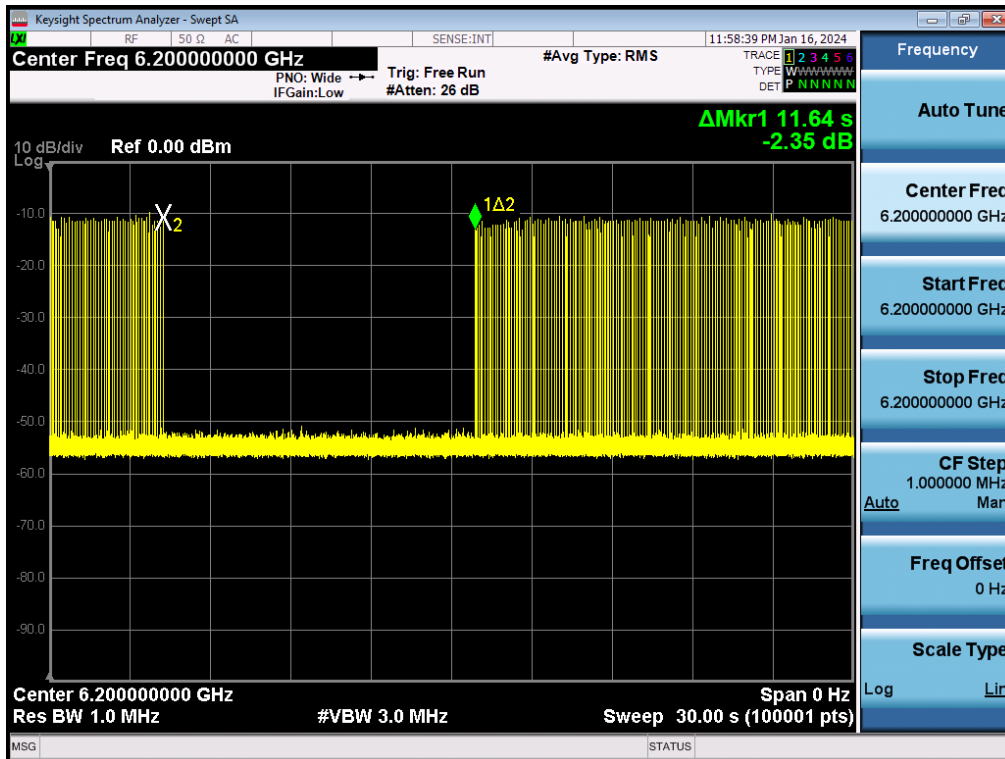 Keysight Spectrum Analyzer - Swept SA
LXI RF 50 Ω AC SENSE:INT 11:58:39 PM Jan 16, 2024
Center Freq 6.200000000 GHz
PNO: Wide
IFGain:Low
Trig: Free Run
#Atten: 26 dB
#Avg Type: RMS
TRACE 1 2 3 4 5 6
TYPE WWWWWW
DET P N N N N N
ΔMkr1 11.64 s
-2.35 dB
10 dB/div Ref 0.00 dBm
Log
1Δ2
X2
-10.0
-20.0
-30.0
-40.0
-50.0
-60.0
-70.0
-80.0
-90.0
Center 6.200000000 GHz Span 0 Hz
Res BW 1.0 MHz #VBW 3.0 MHz Sweep 30.00 s (100001 pts)
MSG STATUS
Frequency
Auto Tune
Center Freq
6.200000000 GHz
Start Freq
6.200000000 GHz
Stop Freq
6.200000000 GHz
CF Step
1.000000 MHz
Auto Man
Freq Offset
0 Hz
Scale Type
Log Lin